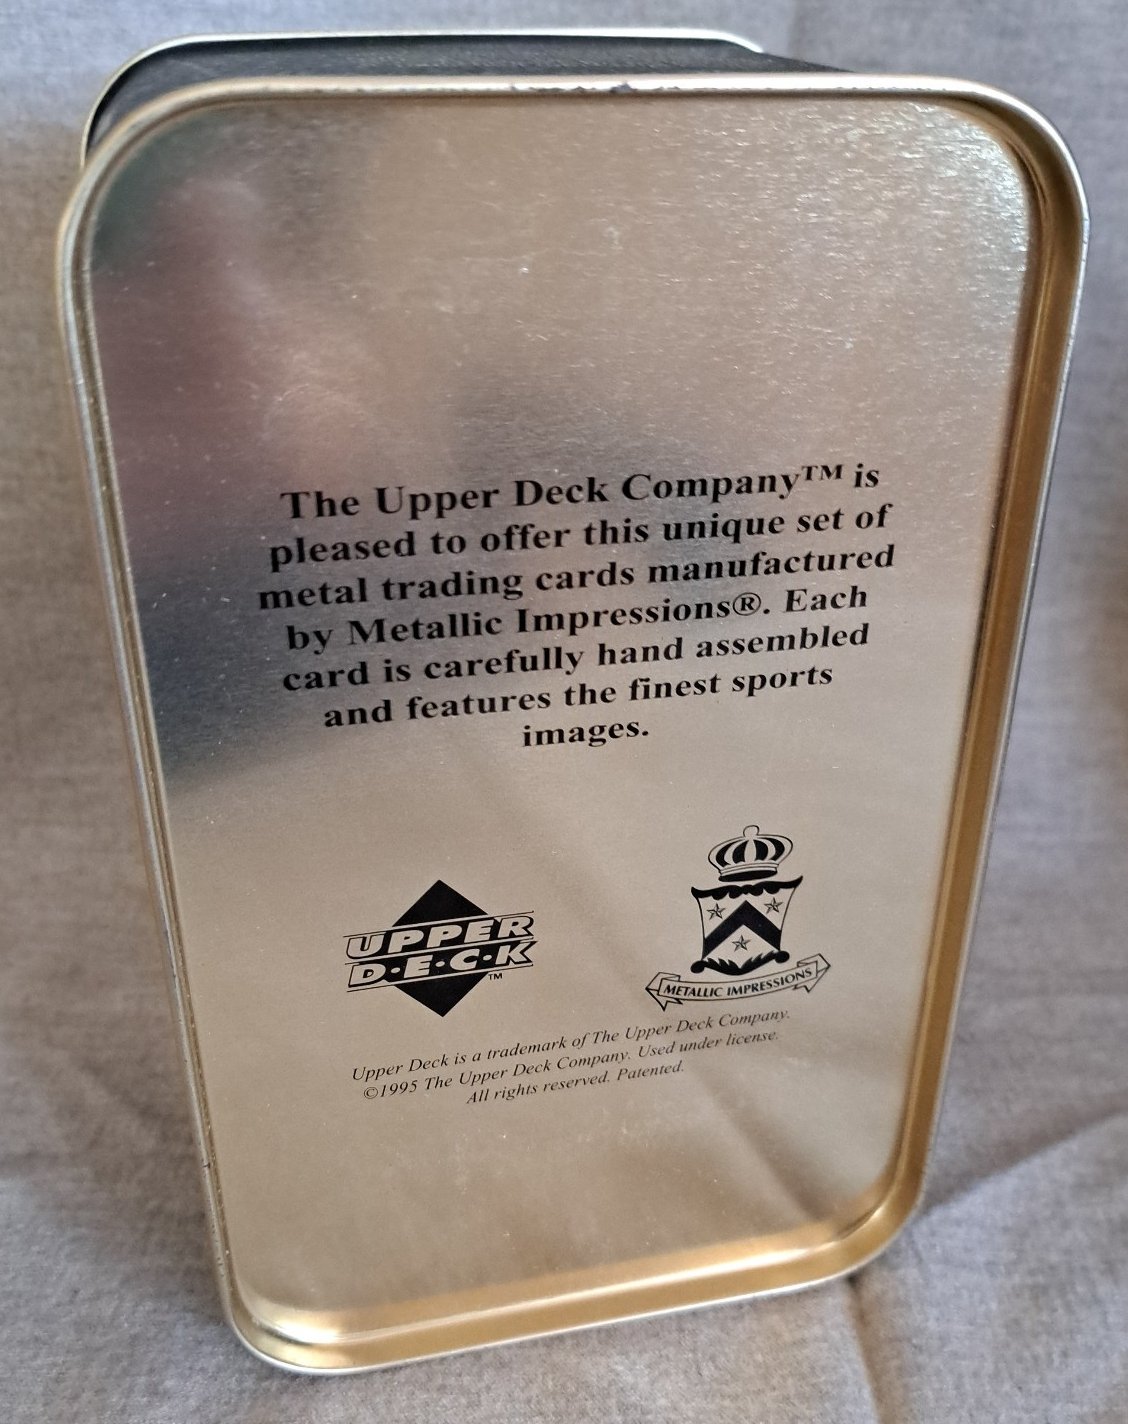 The Upper Deck Company™ is
pleased to offer this unique set of
metal trading cards manufactured
by Metallic Impressions®. Each
card is carefully hand assembled
and features the finest sports
images.
UPPER
D·E·C·K
™
METALLIC IMPRESSIONS
Upper Deck is a trademark of The Upper Deck Company.
©1995 The Upper Deck Company. Used under license.
All rights reserved. Patented.